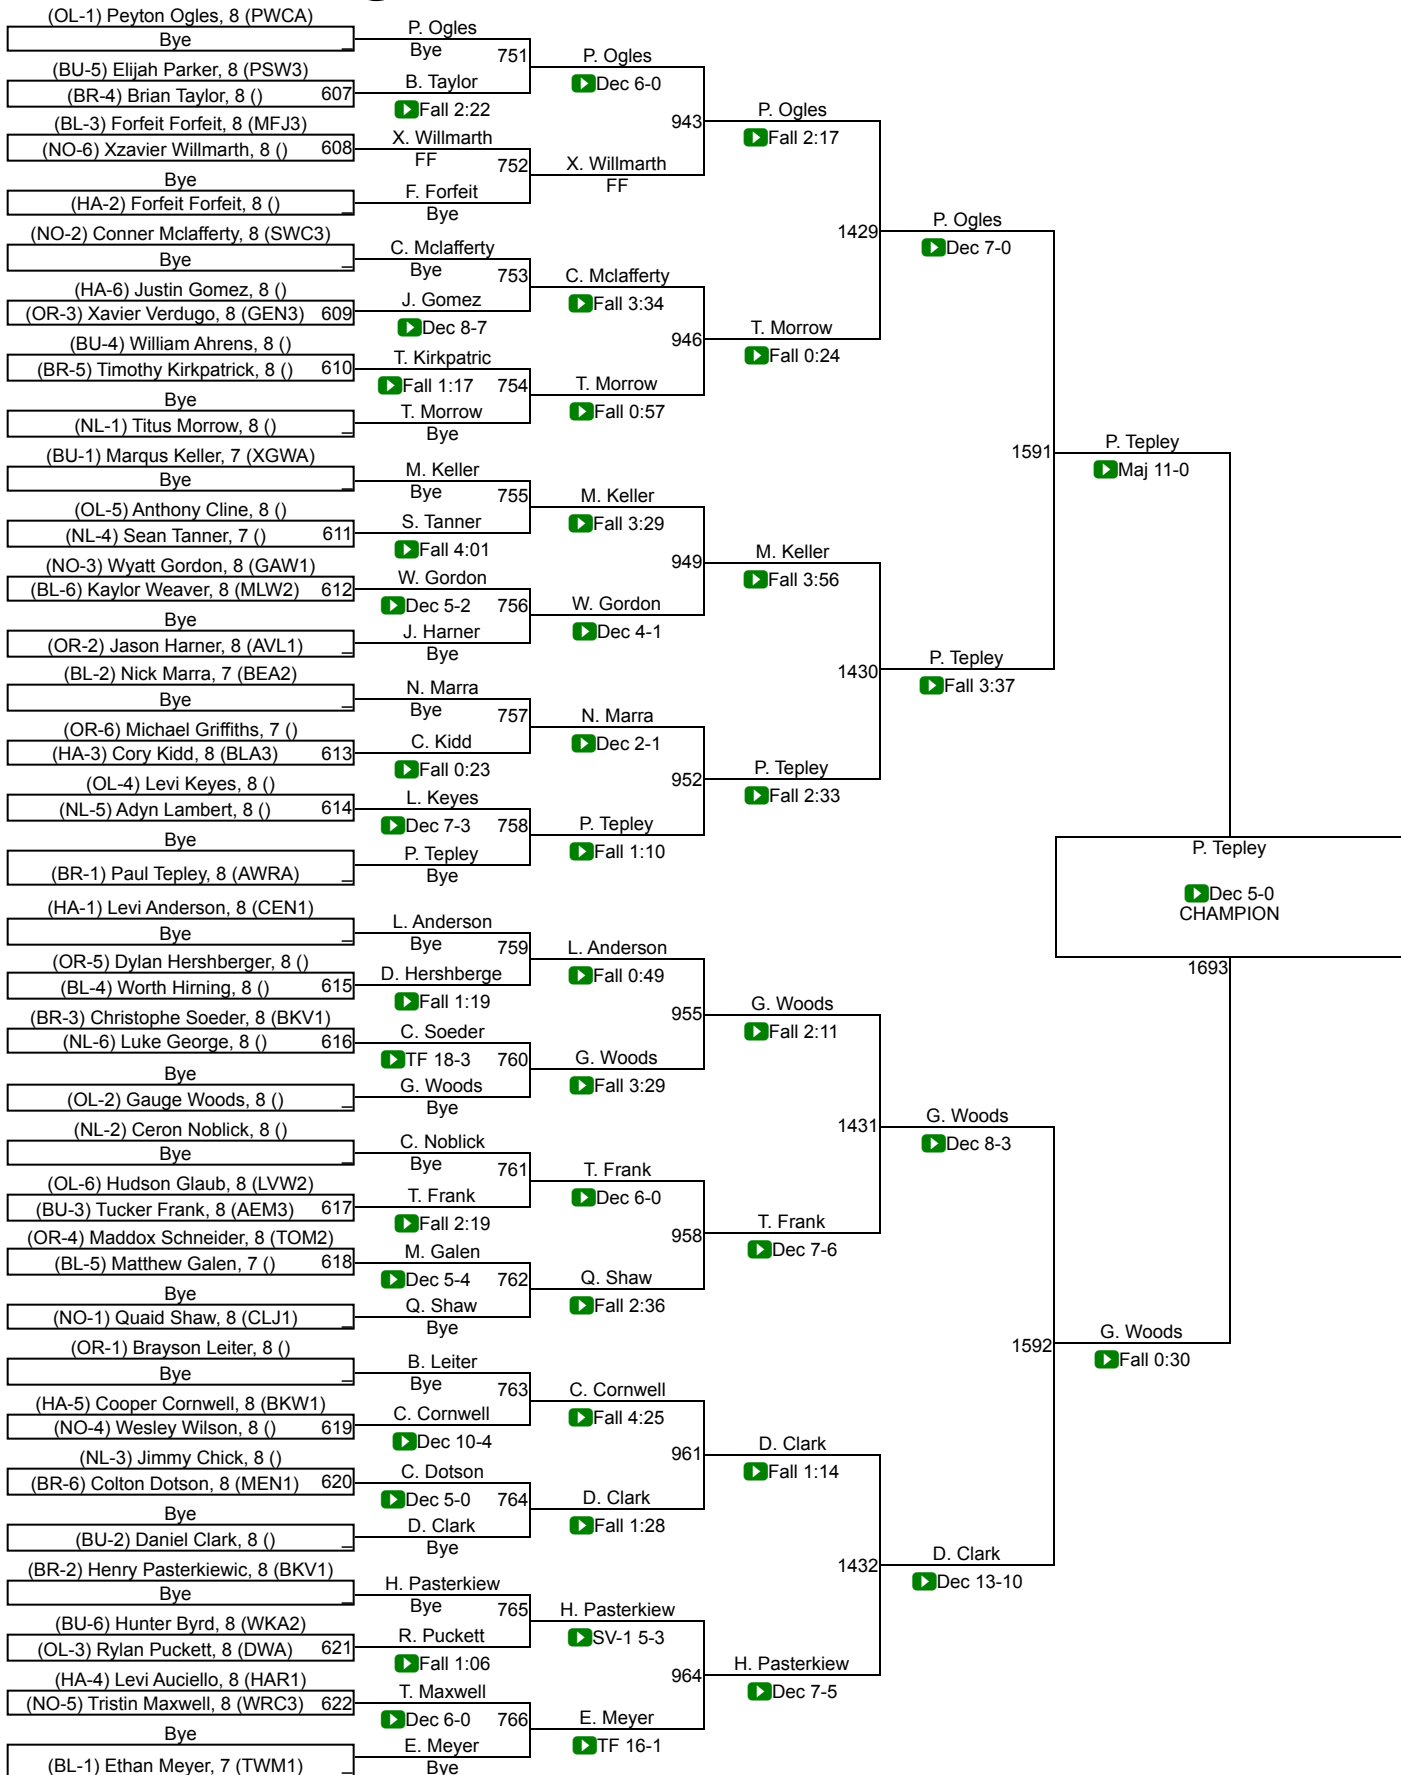 (OL-1) Peyton Ogles, 8 (PWCA)
Bye
(BU-5) Elijah Parker, 8 (PSW3)
(BR-4) Brian Taylor, 8 () 607
(BL-3) Forfeit Forfeit, 8 (MFJ3)
(NO-6) Xzavier Willmarth, 8 () 608
Bye
(HA-2) Forfeit Forfeit, 8 ()
(NO-2) Conner Mclafferty, 8 (SWC3)
Bye
(HA-6) Justin Gomez, 8 ()
(OR-3) Xavier Verdugo, 8 (GEN3) 609
(BU-4) William Ahrens, 8 ()
(BR-5) Timothy Kirkpatrick, 8 () 610
Bye
(NL-1) Titus Morrow, 8 ()
(BU-1) Marqus Keller, 7 (XGWA)
Bye
(OL-5) Anthony Cline, 8 ()
(NL-4) Sean Tanner, 7 () 611
(NO-3) Wyatt Gordon, 8 (GAW1)
(BL-6) Kaylor Weaver, 8 (MLW2) 612
Bye
(OR-2) Jason Harner, 8 (AVL1)
(BL-2) Nick Marra, 7 (BEA2)
Bye
(OR-6) Michael Griffiths, 7 ()
(HA-3) Cory Kidd, 8 (BLA3) 613
(OL-4) Levi Keyes, 8 ()
(NL-5) Adyn Lambert, 8 () 614
Bye
(BR-1) Paul Tepley, 8 (AWRA)
(HA-1) Levi Anderson, 8 (CEN1)
Bye
(OR-5) Dylan Hershberger, 8 ()
(BL-4) Worth Hirning, 8 () 615
(BR-3) Christophe Soeder, 8 (BKV1)
(NL-6) Luke George, 8 () 616
Bye
(OL-2) Gauge Woods, 8 ()
(NL-2) Ceron Noblick, 8 ()
Bye
(OL-6) Hudson Glaub, 8 (LVW2)
(BU-3) Tucker Frank, 8 (AEM3) 617
(OR-4) Maddox Schneider, 8 (TOM2)
(BL-5) Matthew Galen, 7 () 618
Bye
(NO-1) Quaid Shaw, 8 (CLJ1)
(OR-1) Brayson Leiter, 8 ()
Bye
(HA-5) Cooper Cornwell, 8 (BKW1)
(NO-4) Wesley Wilson, 8 () 619
(NL-3) Jimmy Chick, 8 ()
(BR-6) Colton Dotson, 8 (MEN1) 620
Bye
(BU-2) Daniel Clark, 8 ()
(BR-2) Henry Pasterkiewic, 8 (BKV1)
Bye
(BU-6) Hunter Byrd, 8 (WKA2)
(OL-3) Rylan Puckett, 8 (DWA) 621
(HA-4) Levi Auciello, 8 (HAR1)
(NO-5) Tristin Maxwell, 8 (WRC3) 622
Bye
(BL-1) Ethan Meyer, 7 (TWM1)
P. Ogles
Bye 751
B. Taylor
Fall 2:22
X. Willmarth
FF 752
F. Forfeit
Bye
C. Mclafferty
Bye 753
J. Gomez
Dec 8-7
T. Kirkpatric
Fall 1:17 754
T. Morrow
Bye
M. Keller
Bye 755
S. Tanner
Fall 4:01
W. Gordon
Dec 5-2 756
J. Harner
Bye
N. Marra
Bye 757
C. Kidd
Fall 0:23
L. Keyes
Dec 7-3 758
P. Tepley
Bye
L. Anderson
Bye 759
D. Hershberge
Fall 1:19
C. Soeder
TF 18-3 760
G. Woods
Bye
C. Noblick
Bye 761
T. Frank
Fall 2:19
M. Galen
Dec 5-4 762
Q. Shaw
Bye
B. Leiter
Bye 763
C. Cornwell
Dec 10-4
C. Dotson
Dec 5-0 764
D. Clark
Bye
H. Pasterkiew
Bye 765
R. Puckett
Fall 1:06
T. Maxwell
Dec 6-0 766
E. Meyer
Bye
P. Ogles
Dec 6-0
943
X. Willmarth
FF
C. Mclafferty
Fall 3:34
946
T. Morrow
Fall 0:57
M. Keller
Fall 3:29
949
W. Gordon
Dec 4-1
N. Marra
Dec 2-1
952
P. Tepley
Fall 1:10
L. Anderson
Fall 0:49
955
G. Woods
Fall 3:29
T. Frank
Dec 6-0
958
Q. Shaw
Fall 2:36
C. Cornwell
Fall 4:25
961
D. Clark
Fall 1:28
H. Pasterkiew
SV-1 5-3
964
E. Meyer
TF 16-1
P. Ogles
Fall 2:17
1429
T. Morrow
Fall 0:24
M. Keller
Fall 3:56
1430
P. Tepley
Fall 2:33
G. Woods
Fall 2:11
1431
T. Frank
Dec 7-6
D. Clark
Fall 1:14
1432
H. Pasterkiew
Dec 7-5
P. Ogles
Dec 7-0
1591
P. Tepley
Fall 3:37
G. Woods
Dec 8-3
1592
D. Clark
Dec 13-10
P. Tepley
Maj 11-0
G. Woods
Fall 0:30
P. Tepley
Dec 5-0
CHAMPION
1693